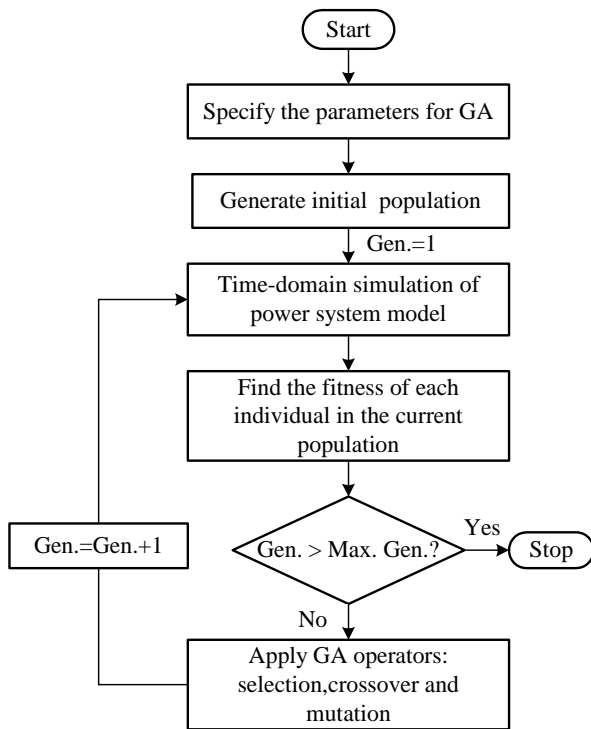 Start
Specify the parameters for GA
Generate initial population
Gen.=1
Time-domain simulation of
power system model
Find the fitness of each
individual in the current
population
Gen. > Max. Gen.?
Yes
Stop
No
Apply GA operators:
selection,crossover and
mutation
Gen.=Gen.+1